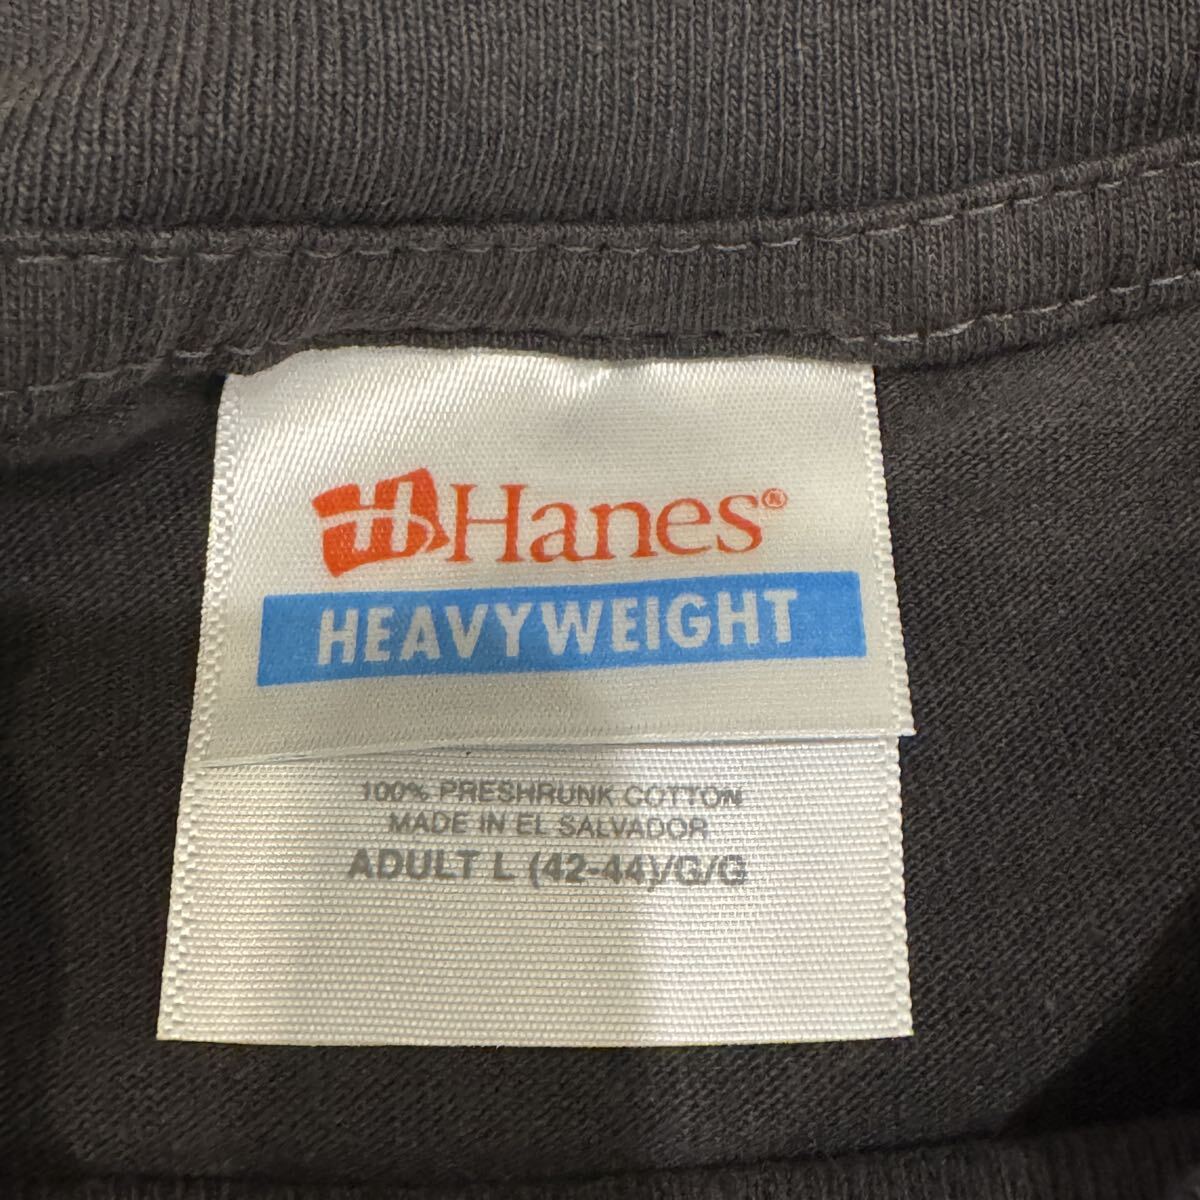 Hanes®
HEAVYWEIGHT
100% PRESHRUNK COTTON
MADE IN EL SALVADOR
ADULT L (42-44)/G/G